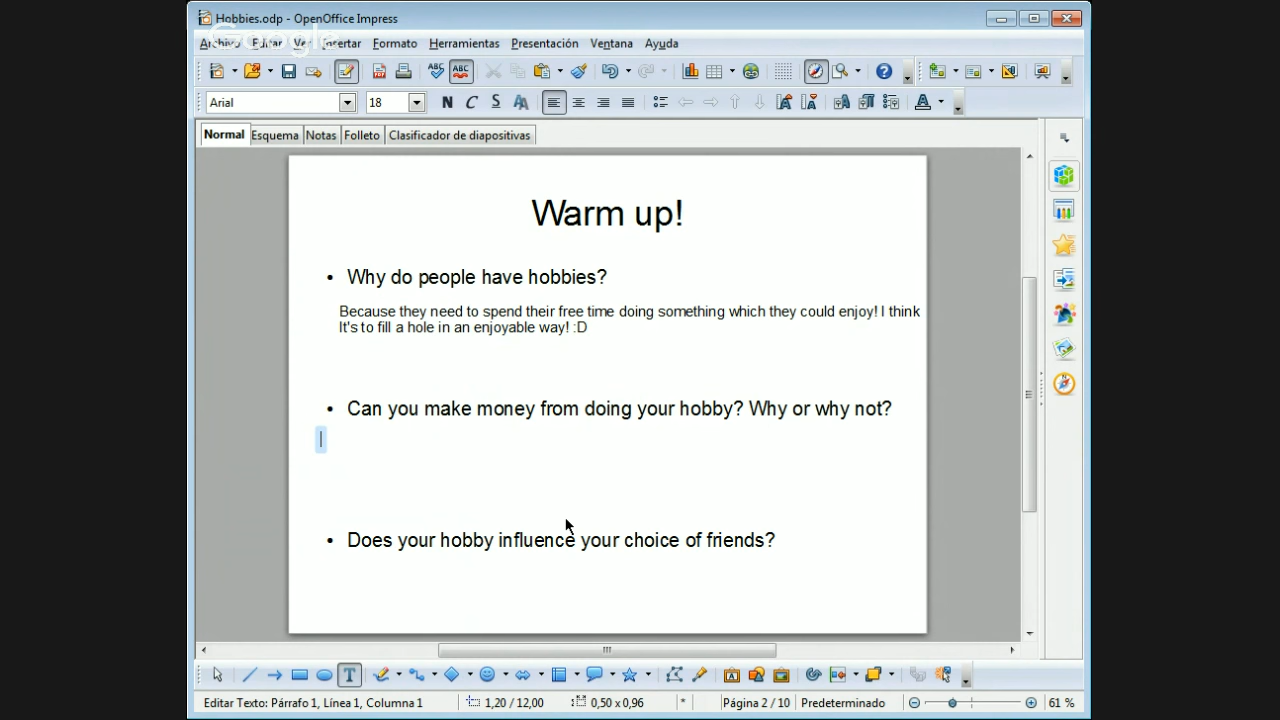 Hobbies.odp - OpenOffice Impress
Google
Archivo Editar Ver Insertar Formato Herramientas Presentación Ventana Ayuda
ABC ABC
Arial 18 N C S A A
Normal Esquema Notas Folleto Clasificador de diapositivas
Warm up!
• Why do people have hobbies?
Because they need to spend their free time doing something which they could enjoy! I think
It's to fill a hole in an enjoyable way! :D
• Can you make money from doing your hobby? Why or why not?
• Does your hobby influence your choice of friends?
T
Editar Texto: Párrafo 1, Línea 1, Columna 1 1,20 / 12,00 0,50 x 0,96 * Página 2 / 10 Predeterminado 61 %